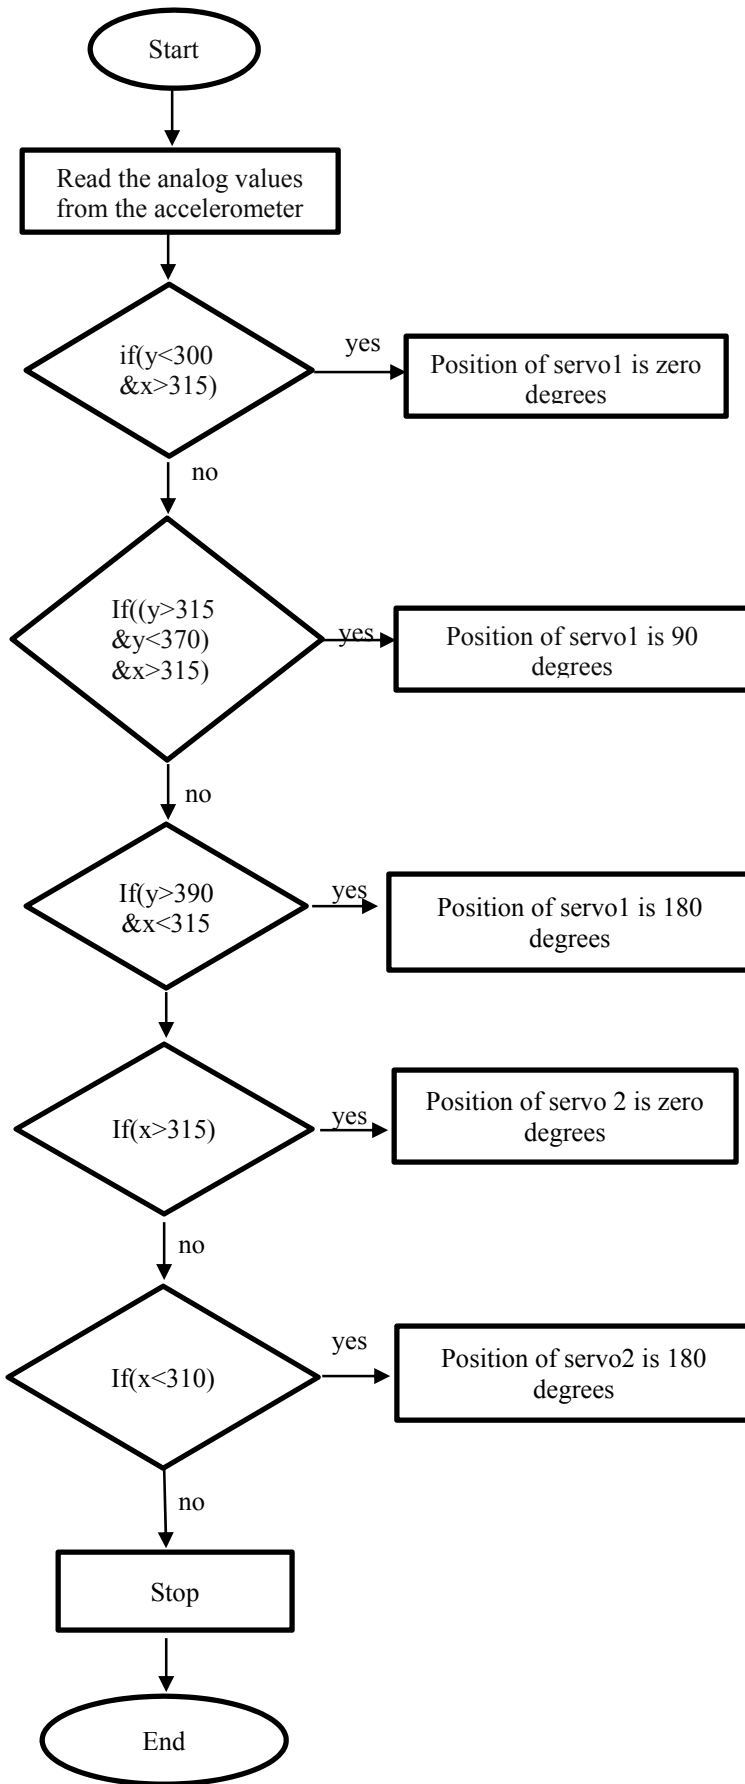 Start
Read the analog values
from the accelerometer
if(y<300
&x>315)
yes
Position of servo1 is zero
degrees
no
If((y>315
&y<370)
&x>315)
yes
Position of servo1 is 90
degrees
no
If(y>390
&x<315
yes
Position of servo1 is 180
degrees
If(x>315)
yes
Position of servo 2 is zero
degrees
no
If(x<310)
yes
Position of servo2 is 180
degrees
no
Stop
End